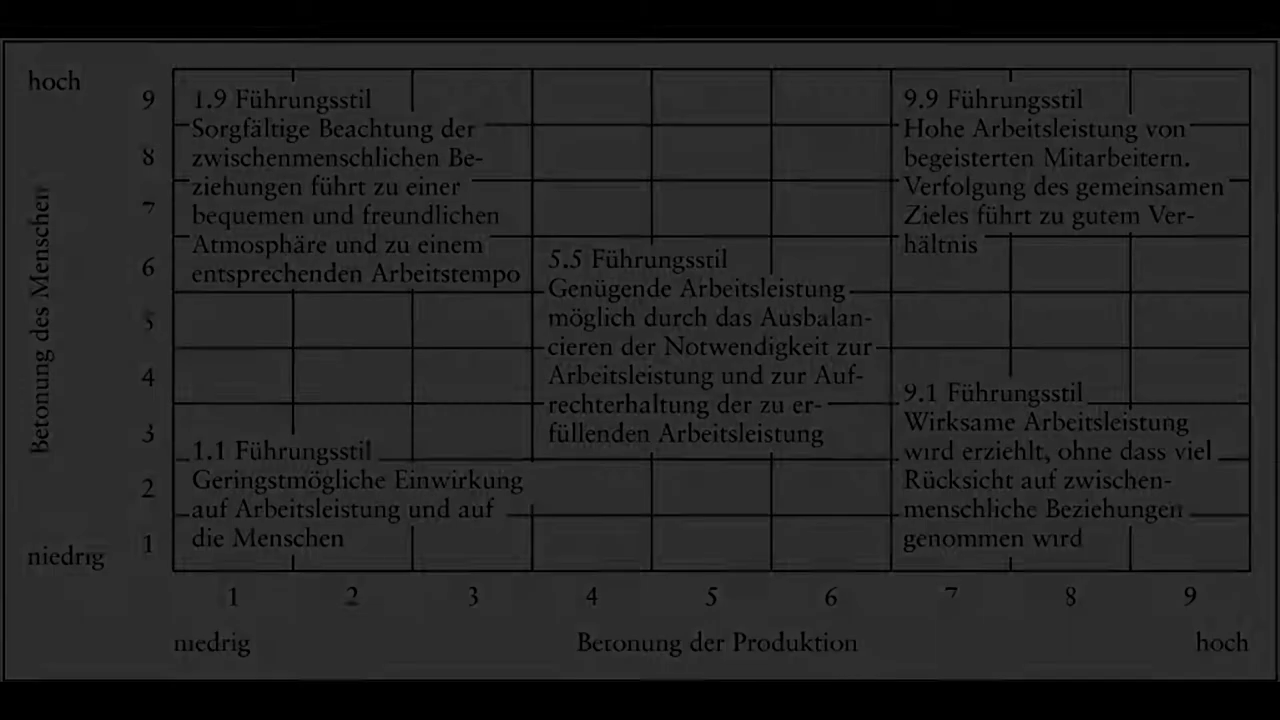 hoch
9
8
7
6
5
4
3
2
1
niedrig
Betonung des Menschen
1.9 Führungsstil
Sorgfältige Beachtung der
zwischenmenschlichen Be-
ziehungen führt zu einer
bequemen und freundlichen
Atmosphäre und zu einem
entsprechenden Arbeitstempo
9.9 Führungsstil
Hohe Arbeitsleistung von
begeisterten Mitarbeitern.
Verfolgung des gemeinsamen
Zieles führt zu gutem Ver-
hältnis
5.5 Führungsstil
Genügende Arbeitsleistung
möglich durch das Ausbalan-
cieren der Notwendigkeit zur
Arbeitsleistung und zur Auf-
rechterhaltung der zu er-
füllenden Arbeitsleistung
1.1 Führungsstil
Geringstmögliche Einwirkung
auf Arbeitsleistung und auf
die Menschen
9.1 Führungsstil
Wirksame Arbeitsleistung
wird erziehlt, ohne dass viel
Rücksicht auf zwischen-
menschliche Beziehungen
genommen wird
1 2 3 4 5 6 7 8 9
niedrig Betonung der Produktion hoch